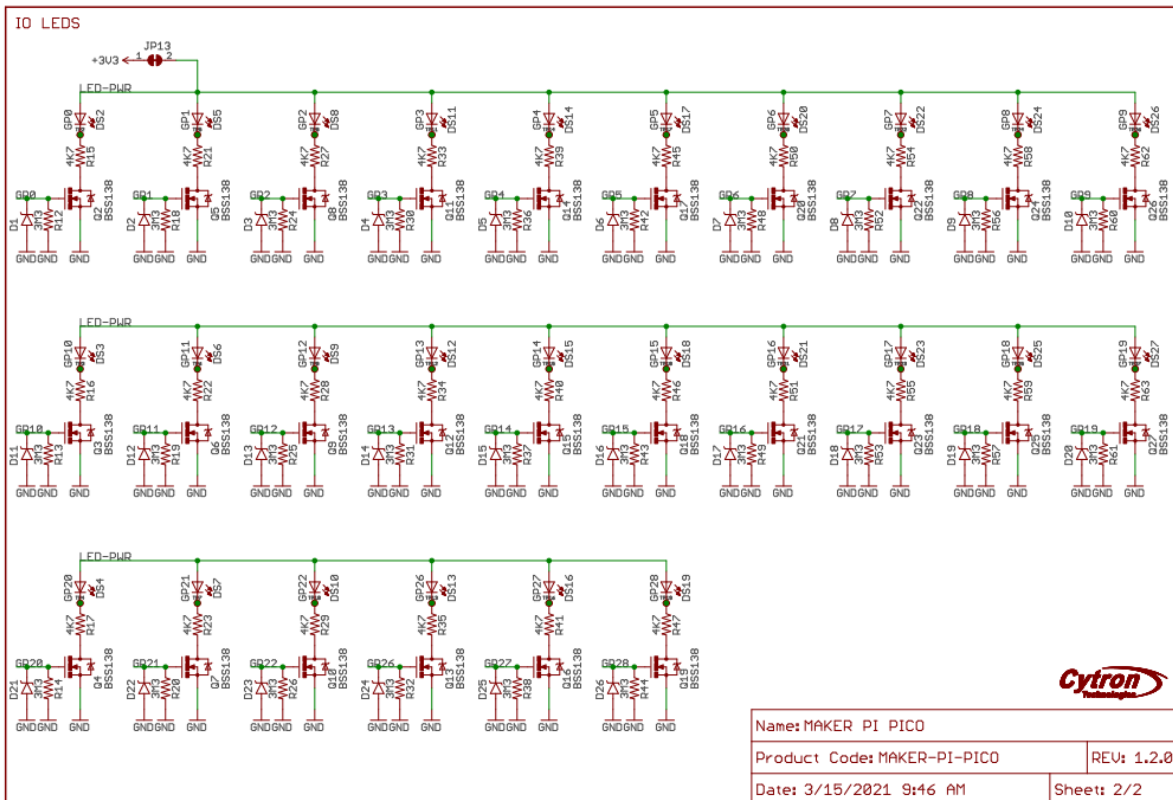 IO LEDS
JP13
+3V3 1 2
LED-PWR
GP0 DS2 GP1 DS5 GP2 DS8 GP3 DS11 GP4 DS14 GP5 DS17 GP6 DS20 GP7 DS22 GP8 DS24 GP9 DS26
4K7 R15 4K7 R21 4K7 R27 4K7 R33 4K7 R39 4K7 R45 4K7 R50 4K7 R54 4K7 R58 4K7 R62
GP0 GP1 GP2 GP3 GP4 GP5 GP6 GP7 GP8 GP9
D1 3M3 R12 Q2 BSS138 D2 3M3 R18 Q5 BSS138 D3 3M3 R24 Q8 BSS138 D4 3M3 R30 Q11 BSS138 D5 3M3 R36 Q14 BSS138 D6 3M3 R42 Q17 BSS138 D7 3M3 R48 Q20 BSS138 D8 3M3 R52 Q22 BSS138 D9 3M3 R56 Q24 BSS138 D10 3M3 R60 Q26 BSS138
GND GND GND GND GND GND GND GND GND GND GND GND GND GND GND GND GND GND GND GND GND GND GND GND GND GND GND GND GND GND
LED-PWR
GP10 DS3 GP11 DS6 GP12 DS9 GP13 DS12 GP14 DS15 GP15 DS18 GP16 DS21 GP17 DS23 GP18 DS25 GP19 DS27
4K7 R16 4K7 R22 4K7 R28 4K7 R34 4K7 R40 4K7 R46 4K7 R51 4K7 R55 4K7 R59 4K7 R63
GP10 GP11 GP12 GP13 GP14 GP15 GP16 GP17 GP18 GP19
D11 3M3 R13 Q3 BSS138 D12 3M3 R19 Q6 BSS138 D13 3M3 R25 Q9 BSS138 D14 3M3 R31 Q12 BSS138 D15 3M3 R37 Q15 BSS138 D16 3M3 R43 Q18 BSS138 D17 3M3 R49 Q21 BSS138 D18 3M3 R53 Q23 BSS138 D19 3M3 R57 Q25 BSS138 D20 3M3 R61 Q27 BSS138
GND GND GND GND GND GND GND GND GND GND GND GND GND GND GND GND GND GND GND GND GND GND GND GND GND GND GND GND GND GND
LED-PWR
GP20 DS4 GP21 DS7 GP22 DS10 GP26 DS13 GP27 DS16 GP28 DS19
4K7 R17 4K7 R23 4K7 R29 4K7 R35 4K7 R41 4K7 R47
GP20 GP21 GP22 GP26 GP27 GP28
D21 3M3 R14 Q4 BSS138 D22 3M3 R20 Q7 BSS138 D23 3M3 R26 Q10 BSS138 D24 3M3 R32 Q13 BSS138 D25 3M3 R38 Q16 BSS138 D26 3M3 R44 Q19 BSS138
GND GND GND GND GND GND GND GND GND GND GND GND GND GND GND GND GND GND
Cytron
Technologies
Name: MAKER PI PICO
Product Code: MAKER-PI-PICO REV: 1.2.0
Date: 3/15/2021 9:46 AM Sheet: 2/2